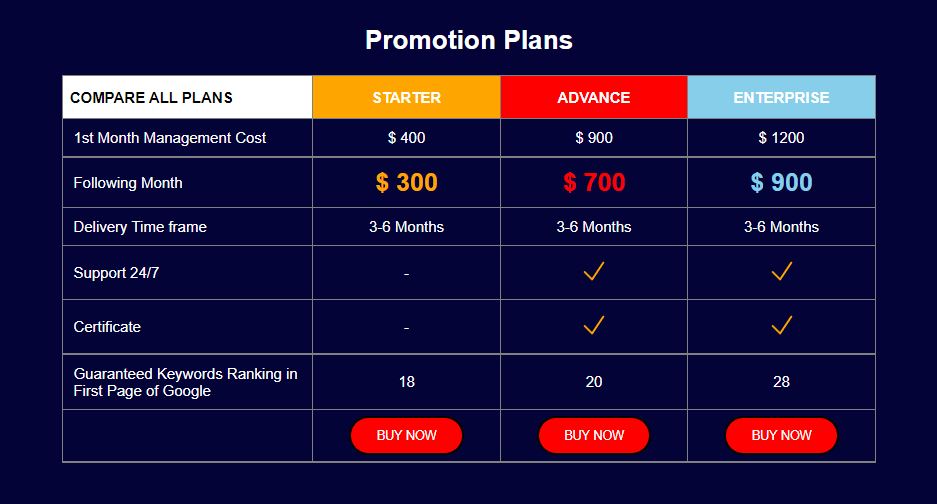 Promotion Plans
COMPARE ALL PLANS STARTER ADVANCE ENTERPRISE
1st Month Management Cost $ 400 $ 900 $ 1200
Following Month $ 300 $ 700 $ 900
Delivery Time frame 3-6 Months 3-6 Months 3-6 Months
Support 24/7 -
Certificate -
Guaranteed Keywords Ranking in
First Page of Google 18 20 28
BUY NOW BUY NOW BUY NOW